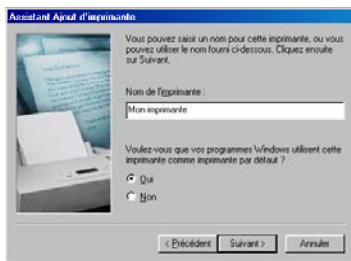 Assistant Ajout d'imprimante
Vous pouvez saisir un nom pour cette imprimante, ou vous
pouvez utiliser le nom fourni ci-dessous. Cliquez ensuite
sur Suivant.
Nom de l'imprimante :
Mon imprimante
Voulez-vous que vos programmes Windows utilisent cette
imprimante comme imprimante par défaut ?
Oui
Non
< Précédent Suivant > Annuler